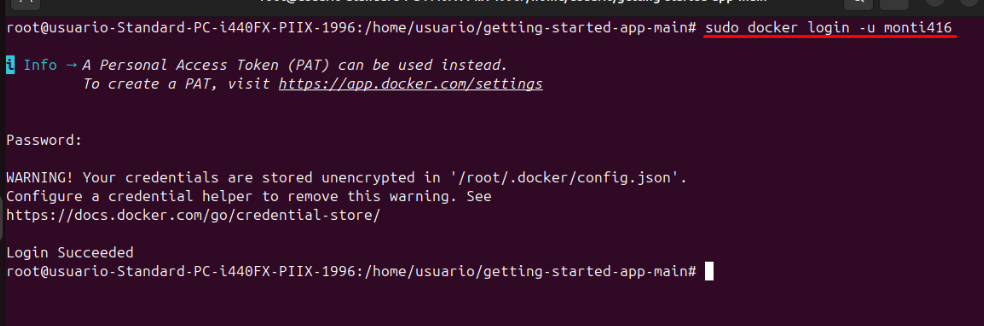 root@usuario-Standard-PC-i440FX-PIIX-1996:/home/usuario/getting-started-app-main# sudo docker login -u monti416
i Info → A Personal Access Token (PAT) can be used instead.
To create a PAT, visit https://app.docker.com/settings
Password:
WARNING! Your credentials are stored unencrypted in '/root/.docker/config.json'.
Configure a credential helper to remove this warning. See
https://docs.docker.com/go/credential-store/
Login Succeeded
root@usuario-Standard-PC-i440FX-PIIX-1996:/home/usuario/getting-started-app-main#